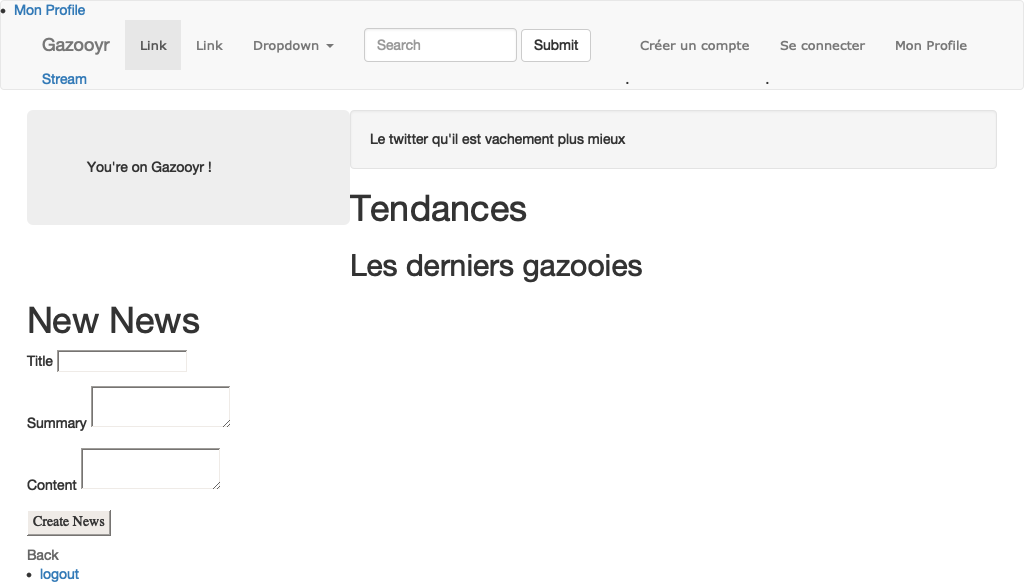 Mon Profile
Gazooyr Link Link Dropdown Search Submit Créer un compte Se connecter Mon Profile
Stream
You're on Gazooyr !
Le twitter qu'il est vachement plus mieux
Tendances
Les derniers gazooies
New News
Title
Summary
Content
Create News
Back
logout